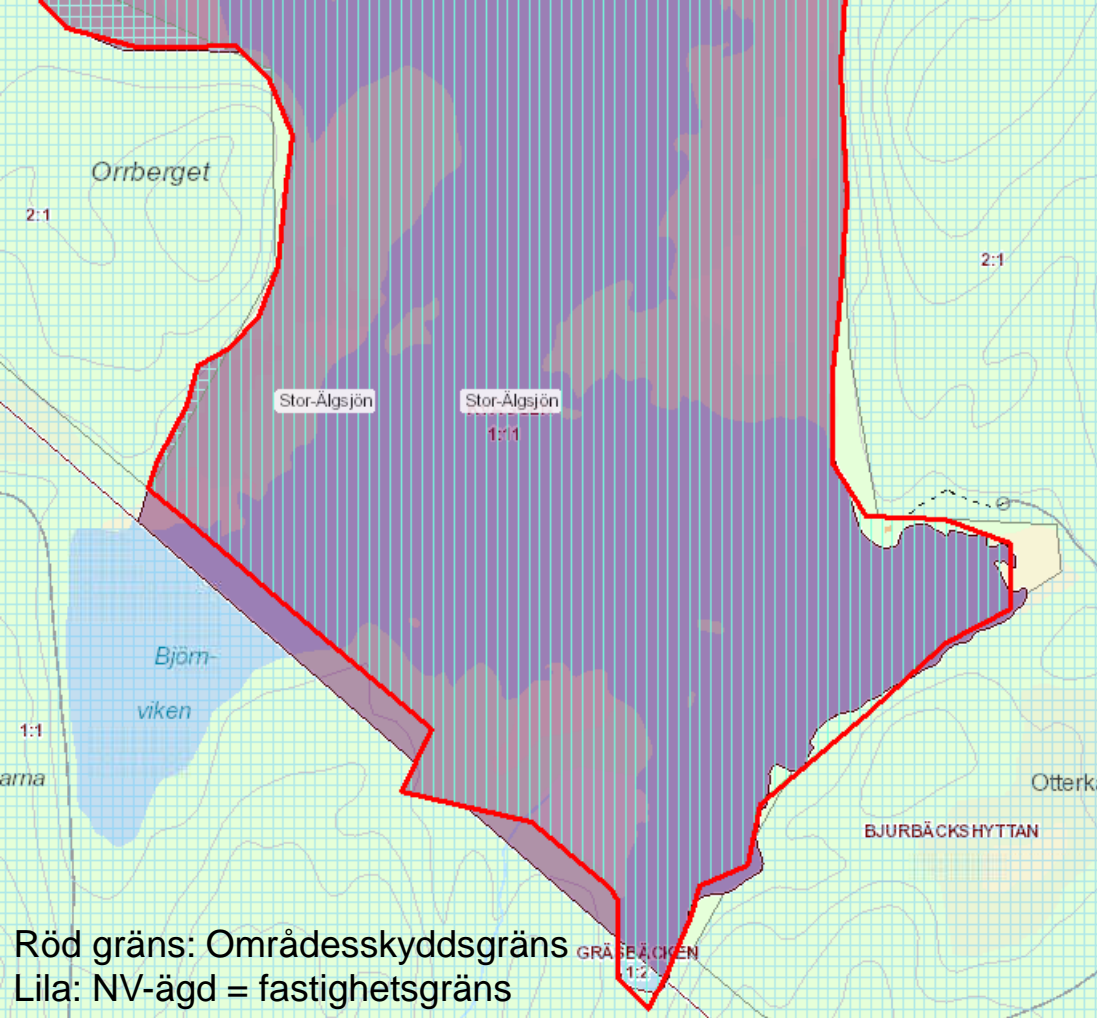 Orrberget
2:1
2:1
Stor-Älgsjön
Stor-Älgsjön
1:11
Björn-
viken
1:1
arna
Otterk
BJURBÄCKSHYTTAN
Röd gräns: Områdesskyddsgräns
GRÄSBÄCKEN
1:2
Lila: NV-ägd = fastighetsgräns